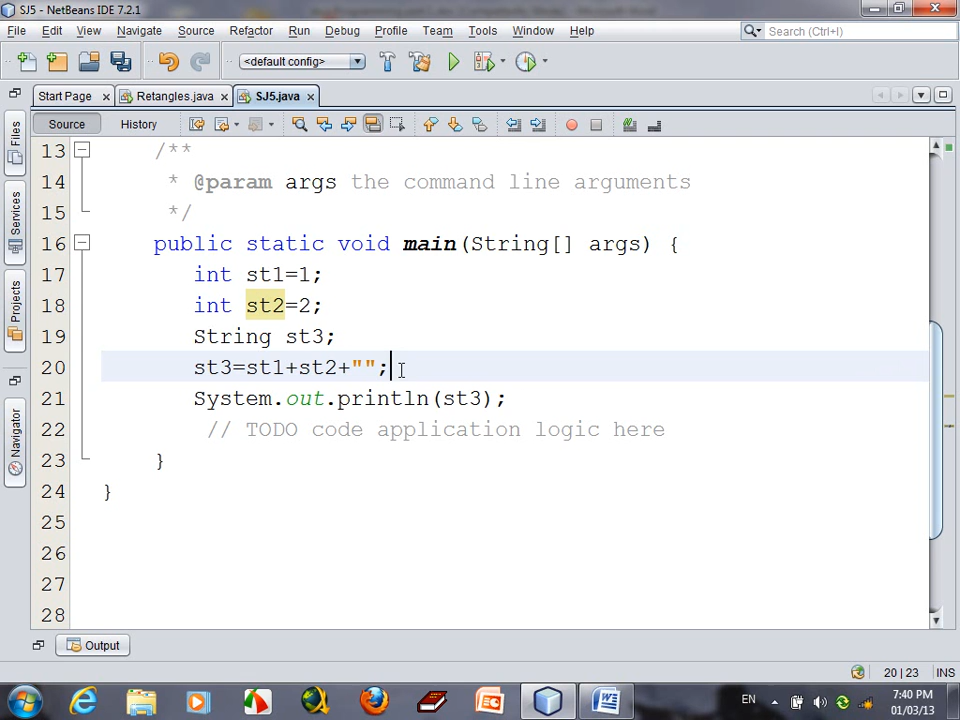 SJ5 - NetBeans IDE 7.2.1
File Edit View Navigate Source Refactor Run Debug Profile Team Tools Window Help
Search (Ctrl+I)
<default config>
Start Page Retangles.java SJ5.java
Source History
Files
Services
Projects
Navigator
13 /**
14 * @param args the command line arguments
15 */
16 public static void main(String[] args) {
17 int st1=1;
18 int st2=2;
19 String st3;
20 st3=st1+st2+"";
21 System.out.println(st3);
22 // TODO code application logic here
23 }
24 }
25
26
27
28
Output
20 | 23 INS
EN 7:40 PM
01/03/13